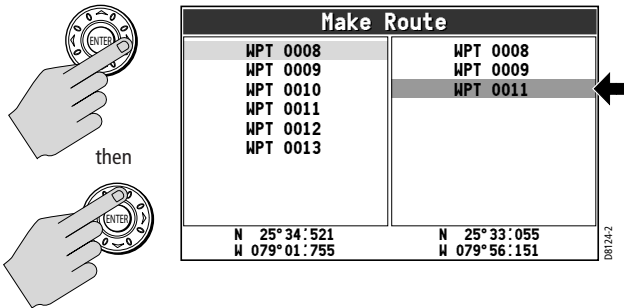 ENTER
then
ENTER
Make Route
WPT 0008
WPT 0009
WPT 0010
WPT 0011
WPT 0012
WPT 0013
WPT 0008
WPT 0009
WPT 0011
N 25°34.521
W 079°01.755
N 25°33.055
W 079°56.151
D8124-2